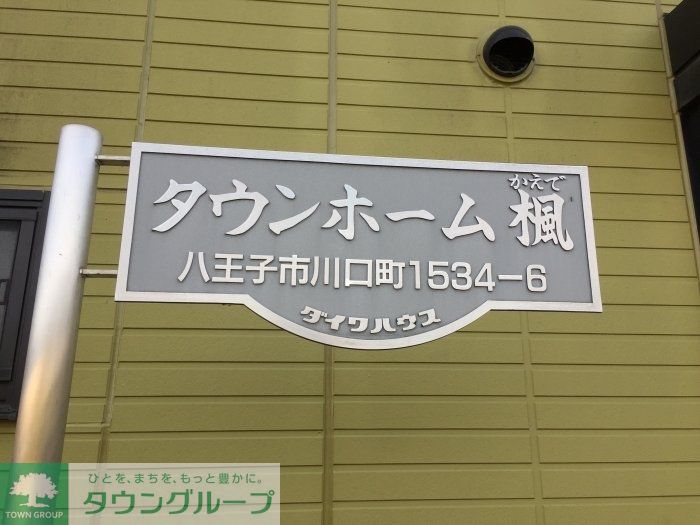 かえで
タウンホーム 楓
八王子市川口町1534-6
ダイワハウス
ひとを、まちを、もっと豊かに。
タウングループ
TOWN GROUP